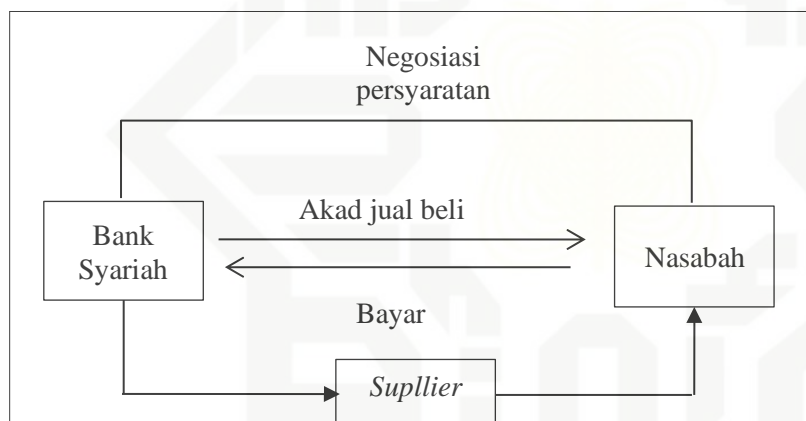 Negosiasi
persyaratan
Akad jual beli
Bank
Syariah
Nasabah
Bayar
Supllier